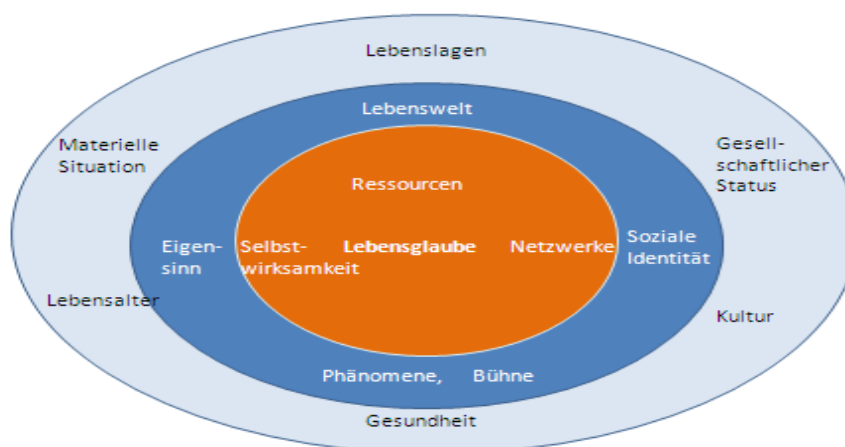 Lebenslagen
Lebenswelt
Materielle
Situation
Gesell-
schaftlicher
Status
Ressourcen
Eigen-
sinn
Selbst-
wirksamkeit
Lebensglaube
Netzwerke
Soziale
Identität
Lebensalter
Kultur
Phänomene, Bühne
Gesundheit